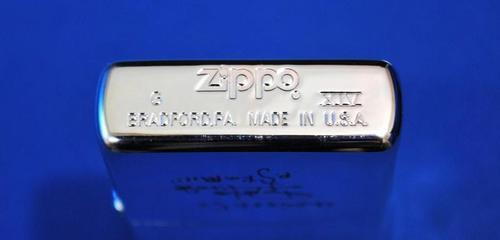 zippo
G XIV
BRADFORD,PA. MADE IN U.S.A.